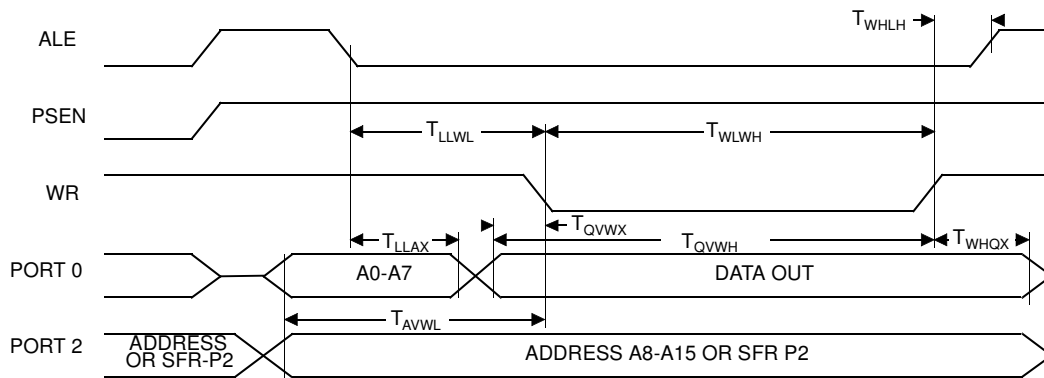 ALE
T_WHLH
PSEN
T_LLWL
T_WLWH
WR
T_QVWX
T_LLAX
T_QVWH
T_WHQX
PORT 0
A0-A7
DATA OUT
T_AVWL
PORT 2
ADDRESS
OR SFR-P2
ADDRESS A8-A15 OR SFR P2